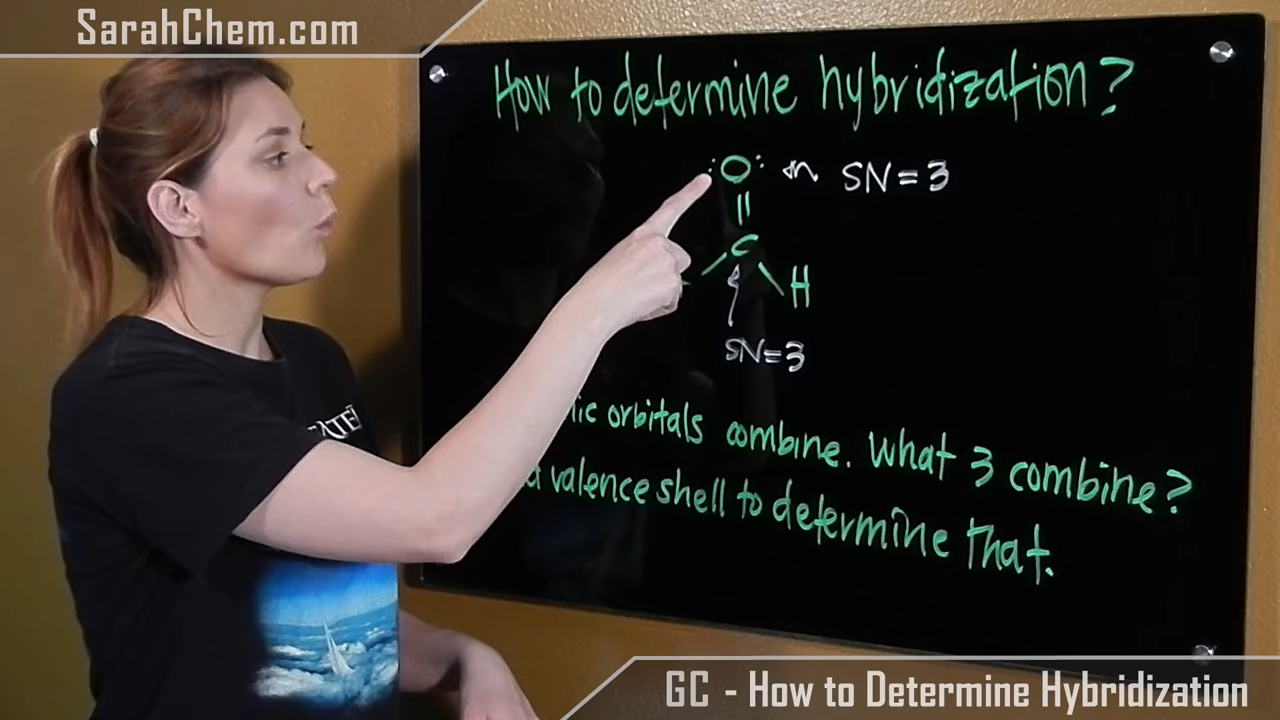 SarahChem.com
How to determine hybridization?
:O: SN=3
C
H
SN=3
orbitals combine. What 3 combine?
valence shell to determine that.
GC - How to Determine Hybridization